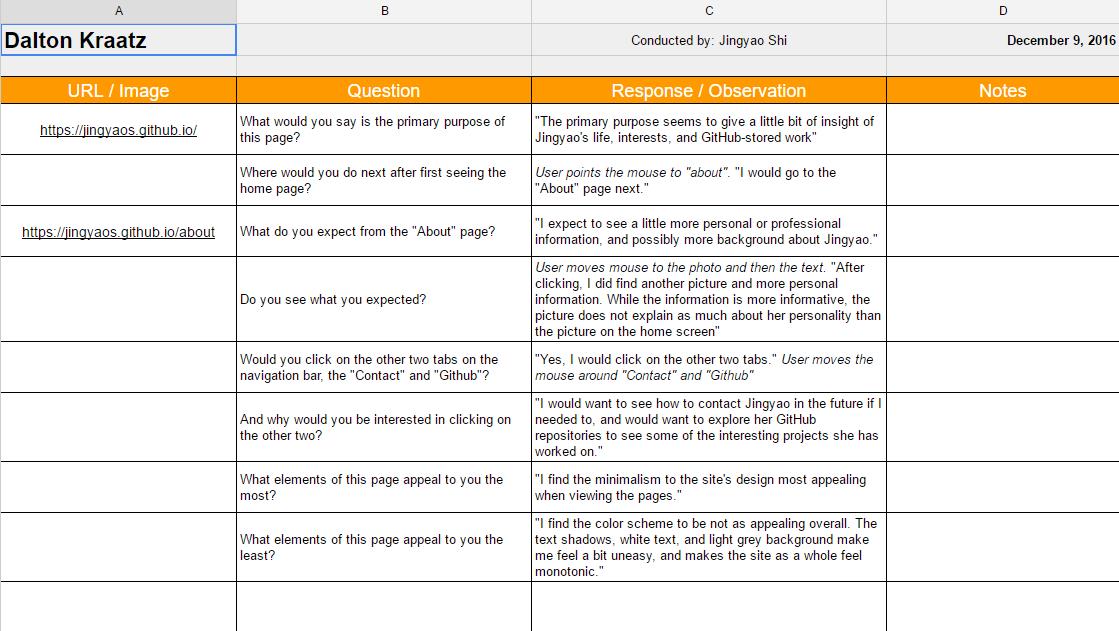 A B C D
Dalton Kraatz Conducted by: Jingyao Shi December 9, 2016
URL / Image Question Response / Observation Notes
https://jingyaos.github.io/
What would you say is the primary purpose of
this page?
"The primary purpose seems to give a little bit of insight of
Jingyao's life, interests, and GitHub-stored work"
Where would you do next after first seeing the
home page?
User points the mouse to "about". "I would go to the
"About" page next."
https://jingyaos.github.io/about
What do you expect from the "About" page?
"I expect to see a little more personal or professional
information, and possibly more background about Jingyao."
Do you see what you expected?
User moves mouse to the photo and then the text. "After
clicking, I did find another picture and more personal
information. While the information is more informative, the
picture does not explain as much about her personality than
the picture on the home screen"
Would you click on the other two tabs on the
navigation bar, the "Contact" and "Github"?
"Yes, I would click on the other two tabs." User moves the
mouse around "Contact" and "Github"
And why would you be interested in clicking on
the other two?
"I would want to see how to contact Jingyao in the future if I
needed to, and would want to explore her GitHub
repositories to see some of the interesting projects she has
worked on."
What elements of this page appeal to you the
most?
"I find the minimalism to the site's design most appealing
when viewing the pages."
What elements of this page appeal to you the
least?
"I find the color scheme to be not as appealing overall. The
text shadows, white text, and light grey background make
me feel a bit uneasy, and makes the site as a whole feel
monotonic."